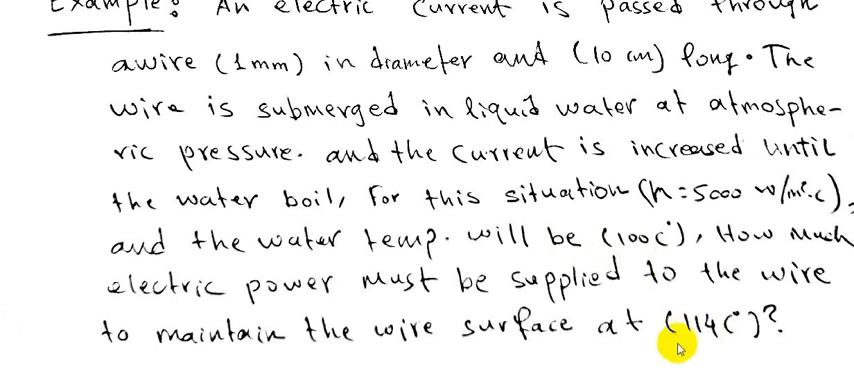 Example: An electric current is passed through
a wire (1mm) in diameter and (10 cm) long. The
wire is submerged in liquid water at atmosphe-
ric pressure. and the current is increased until
the water boil, For this situation (h=5000 w/m².c),
and the water temp. will be (100c°), How much
electric power must be supplied to the wire
to maintain the wire surface at (114c°)?